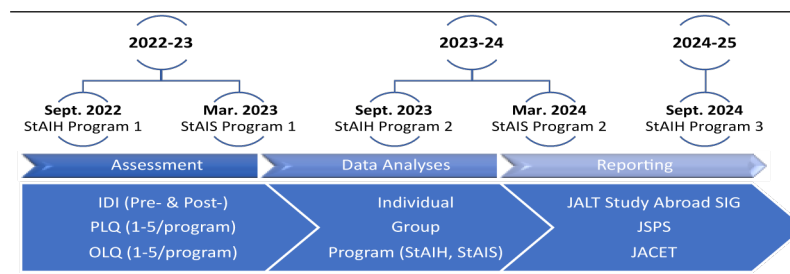 2022-23
2023-24
2024-25
Sept. 2022
StAIH Program 1
Mar. 2023
StAIS Program 1
Sept. 2023
StAIH Program 2
Mar. 2024
StAIS Program 2
Sept. 2024
StAIH Program 3
Assessment
Data Analyses
Reporting
IDI (Pre- & Post-)
PLQ (1-5/program)
OLQ (1-5/program)
Individual
Group
Program (StAIH, StAIS)
JALT Study Abroad SIG
JSPS
JACET